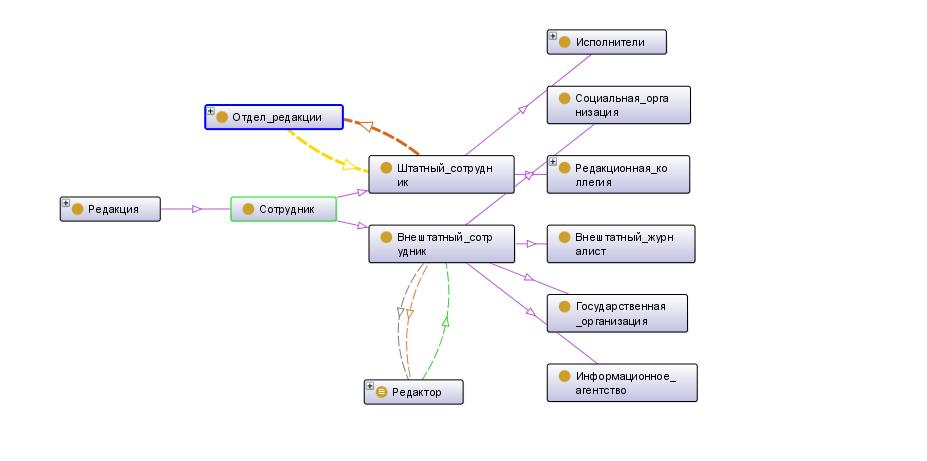 Исполнители
Социальная_орга
низация
Отдел_редакции
Штатный_сотрудн
ик
Редакционная_ко
ллегия
Редакция
Сотрудник
Внештатный_сотр
удник
Внештатный_журн
алист
Государственная
_организация
Информационное_
агентство
Редактор